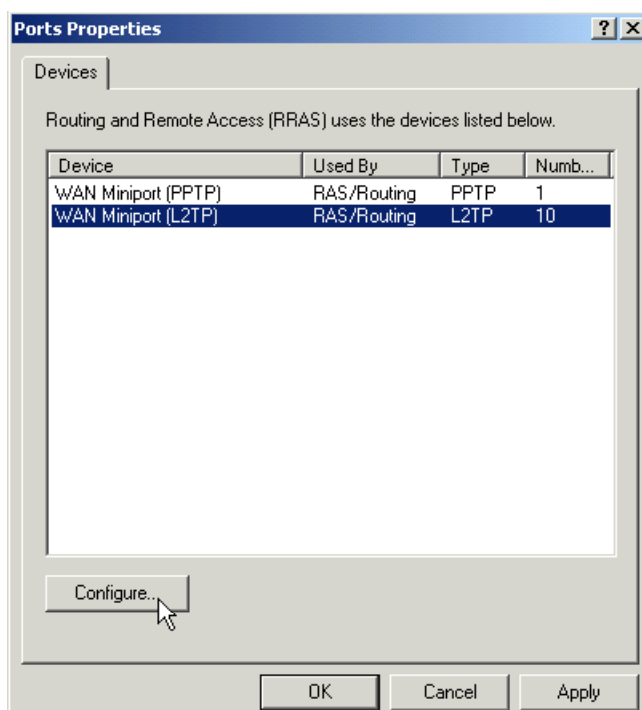 Ports Properties
Devices
Routing and Remote Access (RRAS) uses the devices listed below.
Device Used By Type Numb...
WAN Miniport (PPTP) RAS/Routing PPTP 1
WAN Miniport (L2TP) RAS/Routing L2TP 10
Configure...
OK Cancel Apply